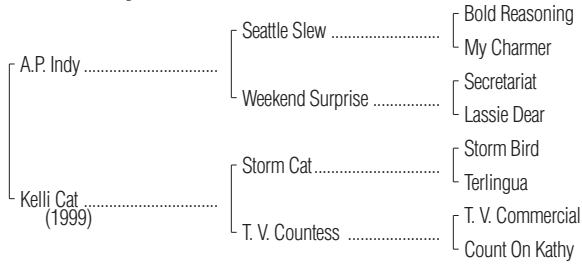 Bold Reasoning
Seattle Slew ........................
My Charmer
A.P. Indy .............................
Secretariat
Weekend Surprise ...............
Lassie Dear
Storm Bird
Storm Cat............................
Terlingua
Kelli Cat .............................
(1999)
T. V. Commercial
T. V. Countess ....................
Count On Kathy